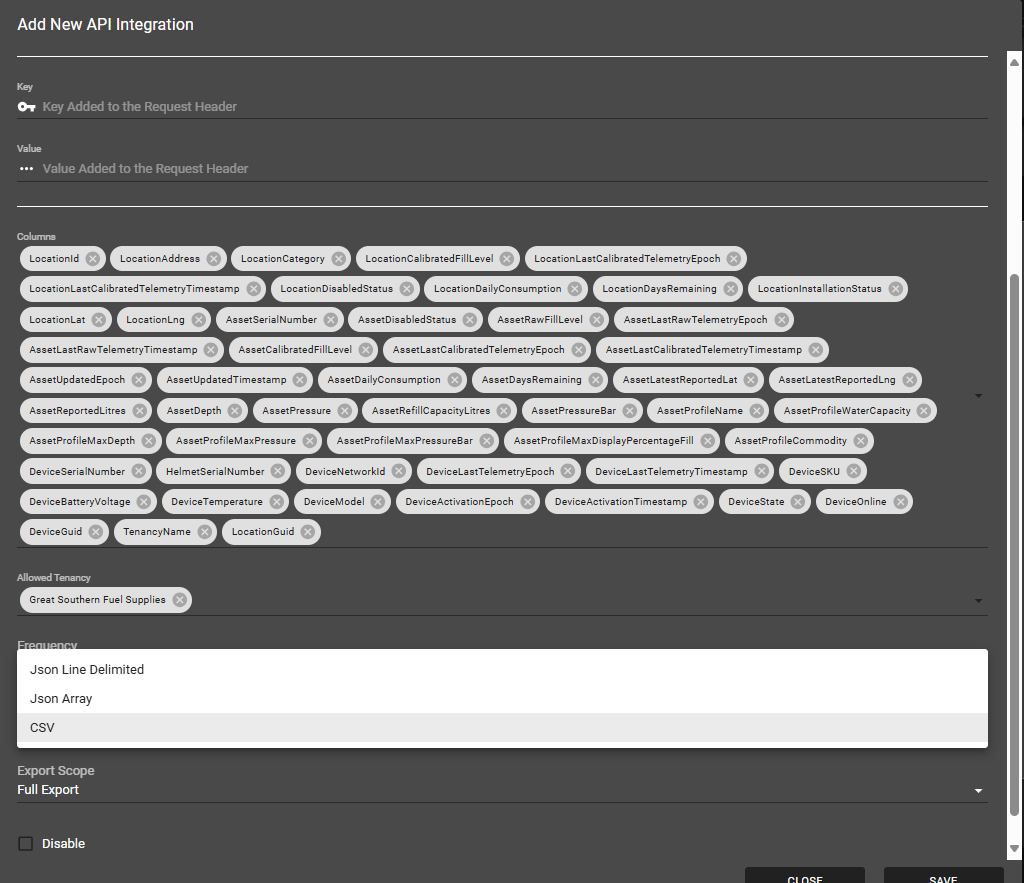 Add New API Integration
Key
Key Added to the Request Header
Value
Value Added to the Request Header
Columns
LocationId LocationAddress LocationCategory LocationCalibratedFillLevel LocationLastCalibratedTelemetryEpoch
LocationLastCalibratedTelemetryTimestamp LocationDisabledStatus LocationDailyConsumption LocationDaysRemaining LocationInstallationStatus
LocationLat LocationLng AssetSerialNumber AssetDisabledStatus AssetRawFillLevel AssetLastRawTelemetryEpoch
AssetLastRawTelemetryTimestamp AssetCalibratedFillLevel AssetLastCalibratedTelemetryEpoch AssetLastCalibratedTelemetryTimestamp
AssetUpdatedEpoch AssetUpdatedTimestamp AssetDailyConsumption AssetDaysRemaining AssetLatestReportedLat AssetLatestReportedLng
AssetReportedLitres AssetDepth AssetPressure AssetRefillCapacityLitres AssetPressureBar AssetProfileName AssetProfileWaterCapacity
AssetProfileMaxDepth AssetProfileMaxPressure AssetProfileMaxPressureBar AssetProfileMaxDisplayPercentageFill AssetProfileCommodity
DeviceSerialNumber HelmetSerialNumber DeviceNetworkId DeviceLastTelemetryEpoch DeviceLastTelemetryTimestamp DeviceSKU
DeviceBatteryVoltage DeviceTemperature DeviceModel DeviceActivationEpoch DeviceActivationTimestamp DeviceState DeviceOnline
DeviceGuid TenancyName LocationGuid
Allowed Tenancy
Great Southern Fuel Supplies
Frequency
Json Line Delimited
Json Array
CSV
Export Scope
Full Export
Disable
CLOSE SAVE